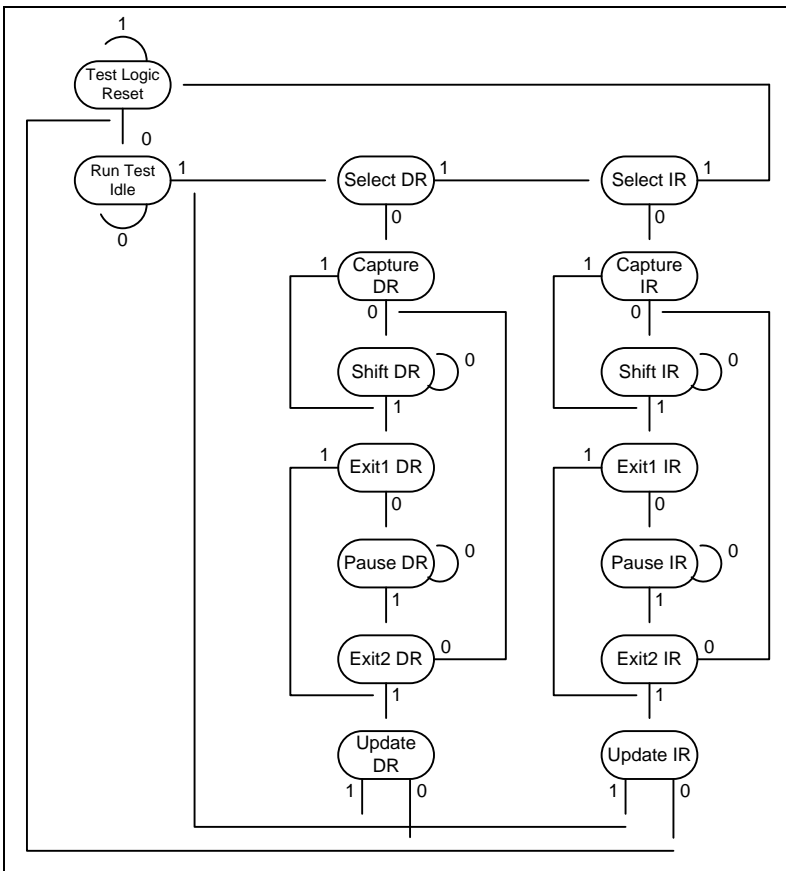 1
Test Logic
Reset
0
Run Test
Idle
1
0
Select DR
1
0
Select IR
1
0
Capture
DR
1
0
Capture
IR
1
0
Shift DR
0
1
Shift IR
0
1
Exit1 DR
1
0
Exit1 IR
1
0
Pause DR
0
1
Pause IR
0
1
Exit2 DR
0
1
Exit2 IR
0
1
Update
DR
1
0
Update IR
1
0